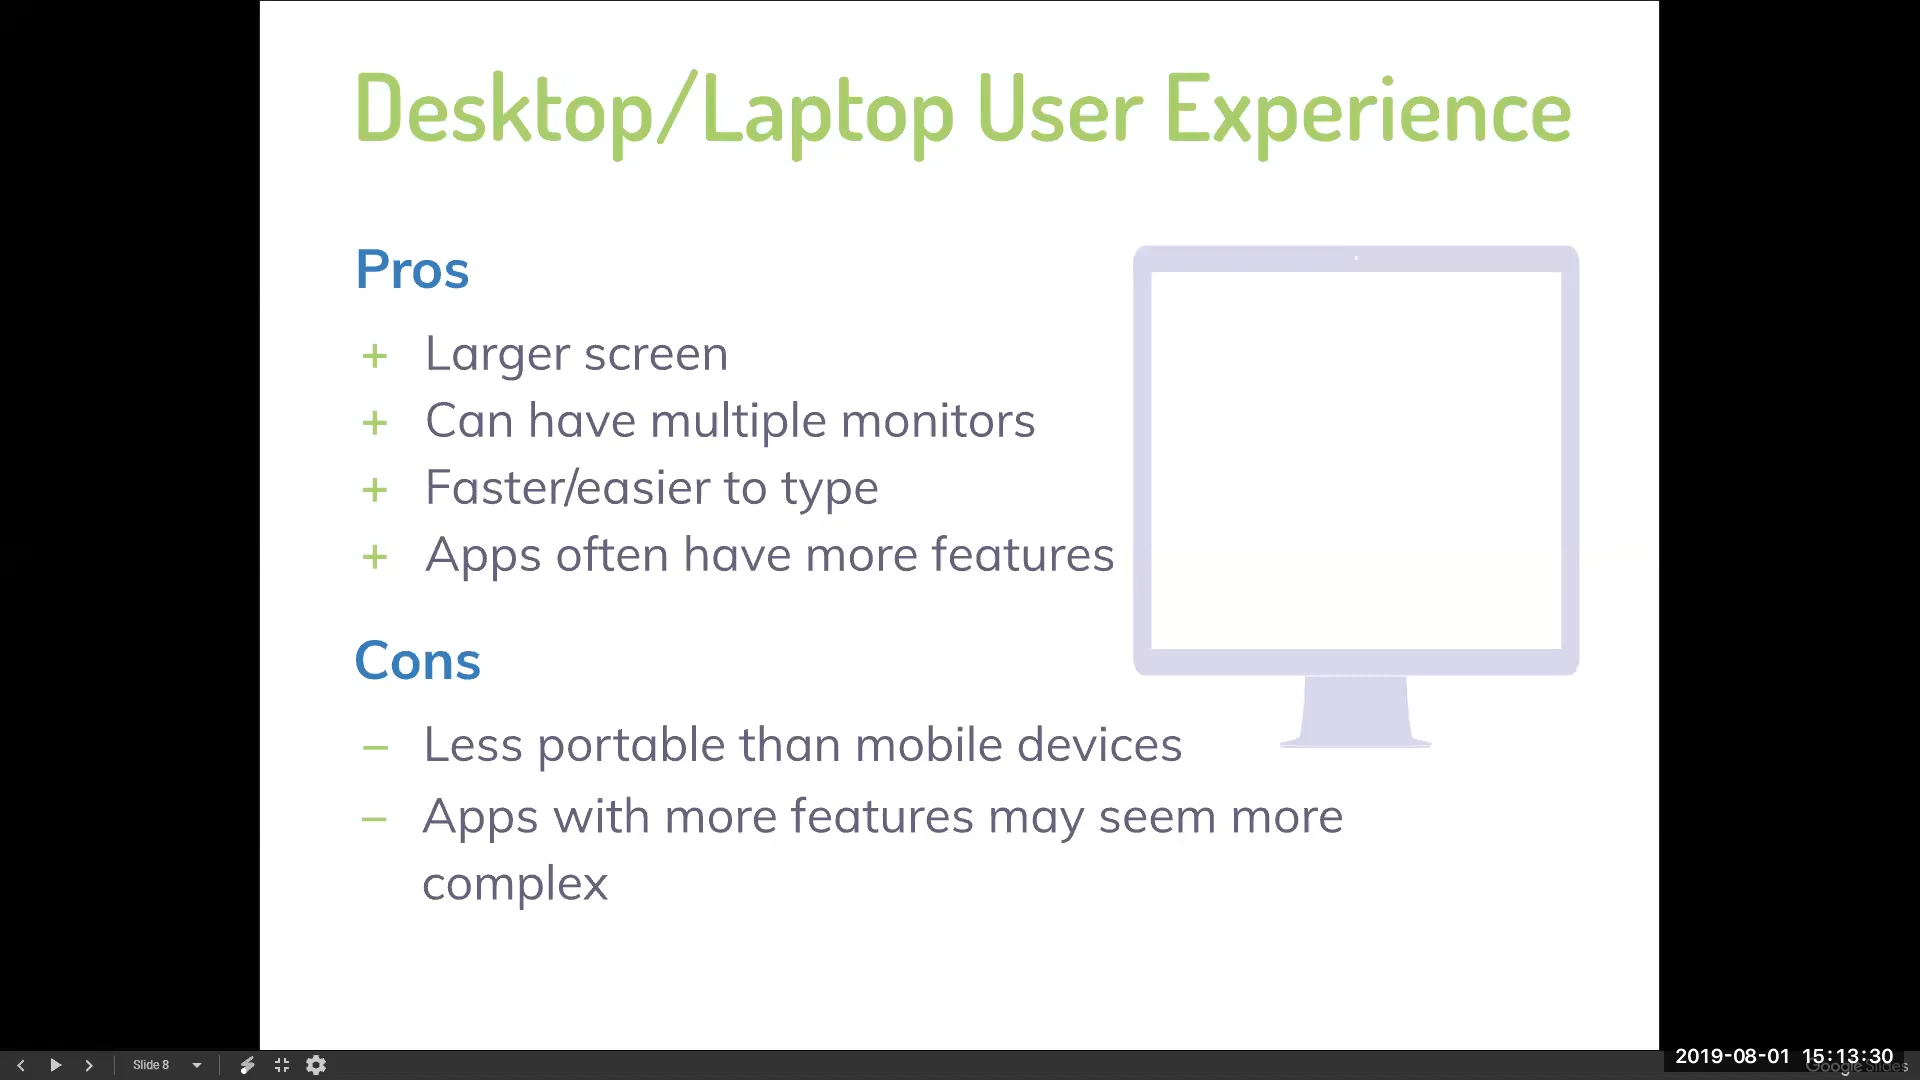 Desktop/Laptop User Experience
Pros
+ Larger screen
+ Can have multiple monitors
+ Faster/easier to type
+ Apps often have more features
Cons
– Less portable than mobile devices
– Apps with more features may seem more
complex
Slide 8
2019-08-01 15:13:30
Google Slides